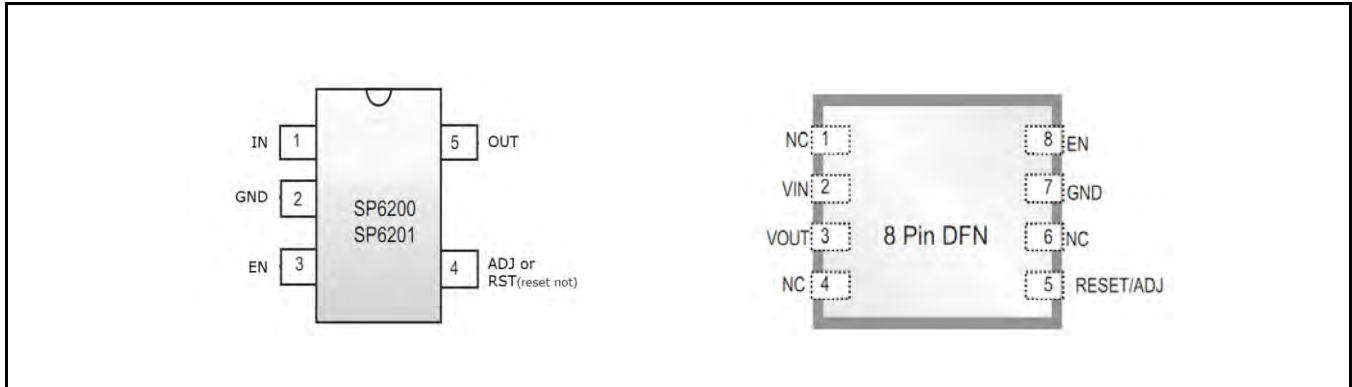 IN 1
5 OUT
GND 2
SP6200
SP6201
EN 3
4 ADJ or
RST(reset not)
NC 1
8 EN
VIN 2
7 GND
VOUT 3
8 Pin DFN
6 NC
NC 4
5 RESET/ADJ